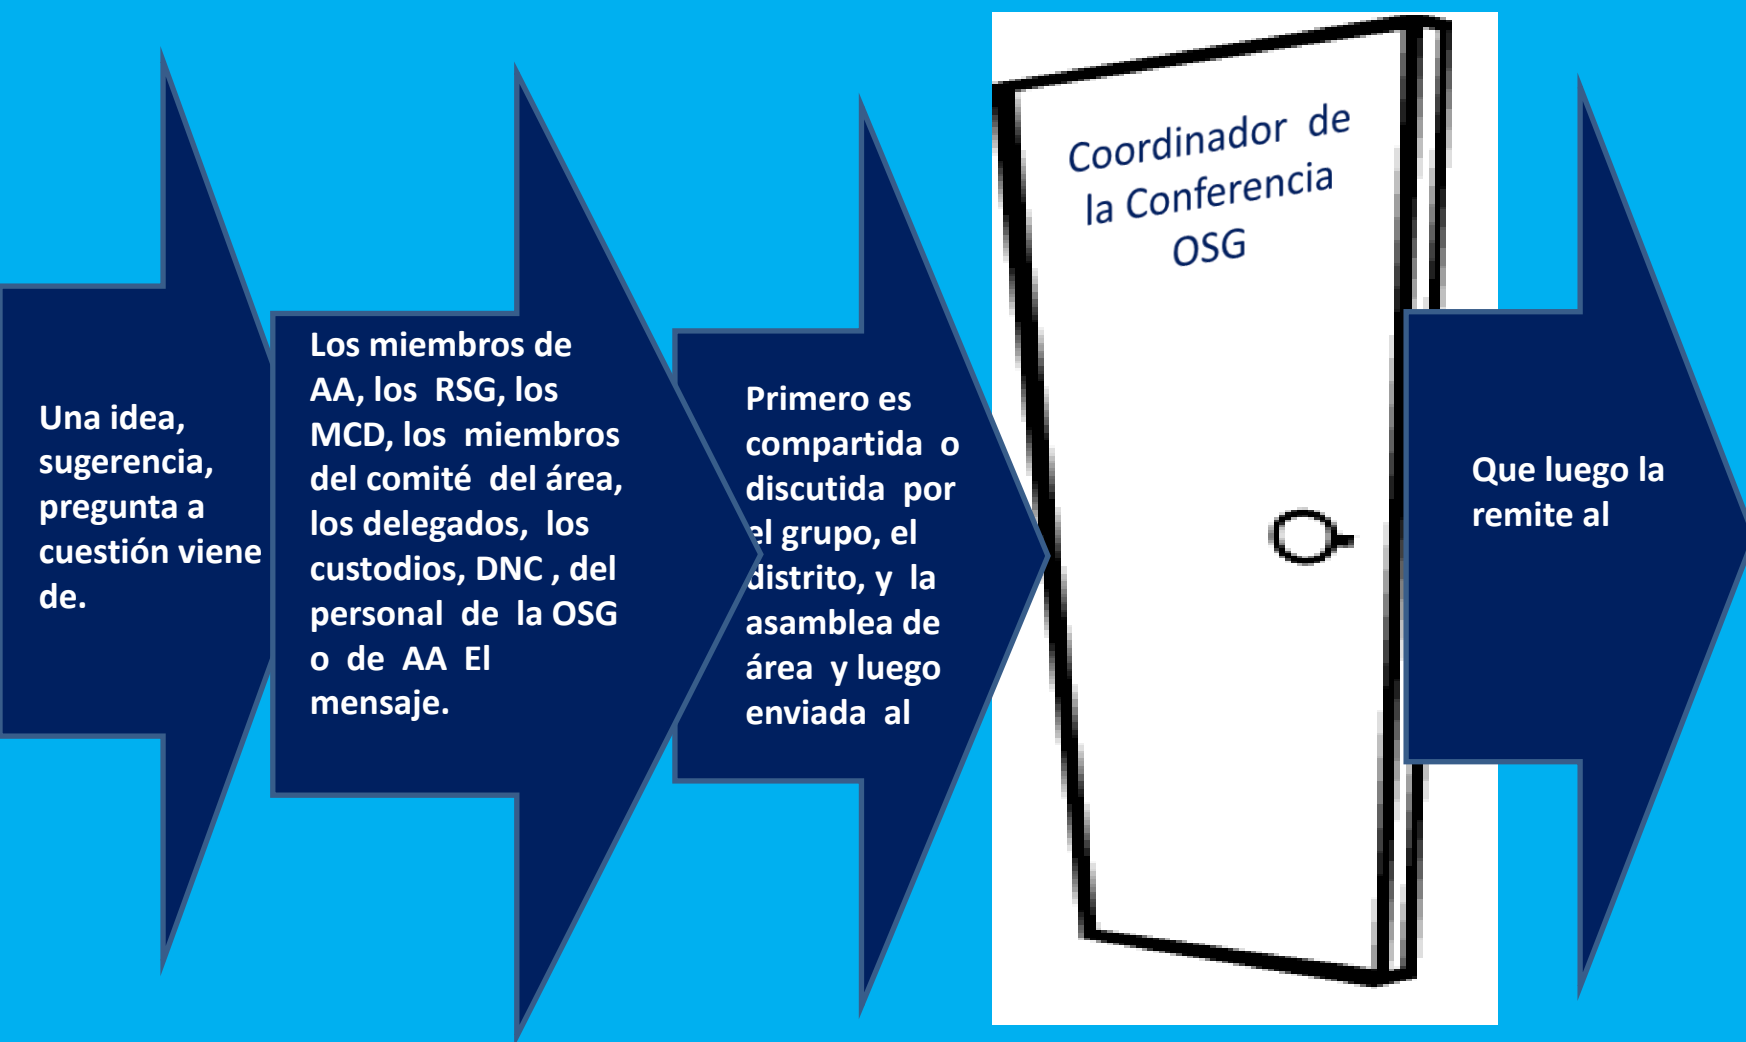 Una idea,
sugerencia,
pregunta a
cuestión viene
de.
Los miembros de
AA, los RSG, los
MCD, los miembros
del comité del área,
los delegados, los
custodios, DNC , del
personal de la OSG
o de AA El
mensaje.
Primero es
compartida o
discutida por
el grupo, el
distrito, y la
asamblea de
área y luego
enviada al
Coordinador de
la Conferencia
OSG
Que luego la
remite al